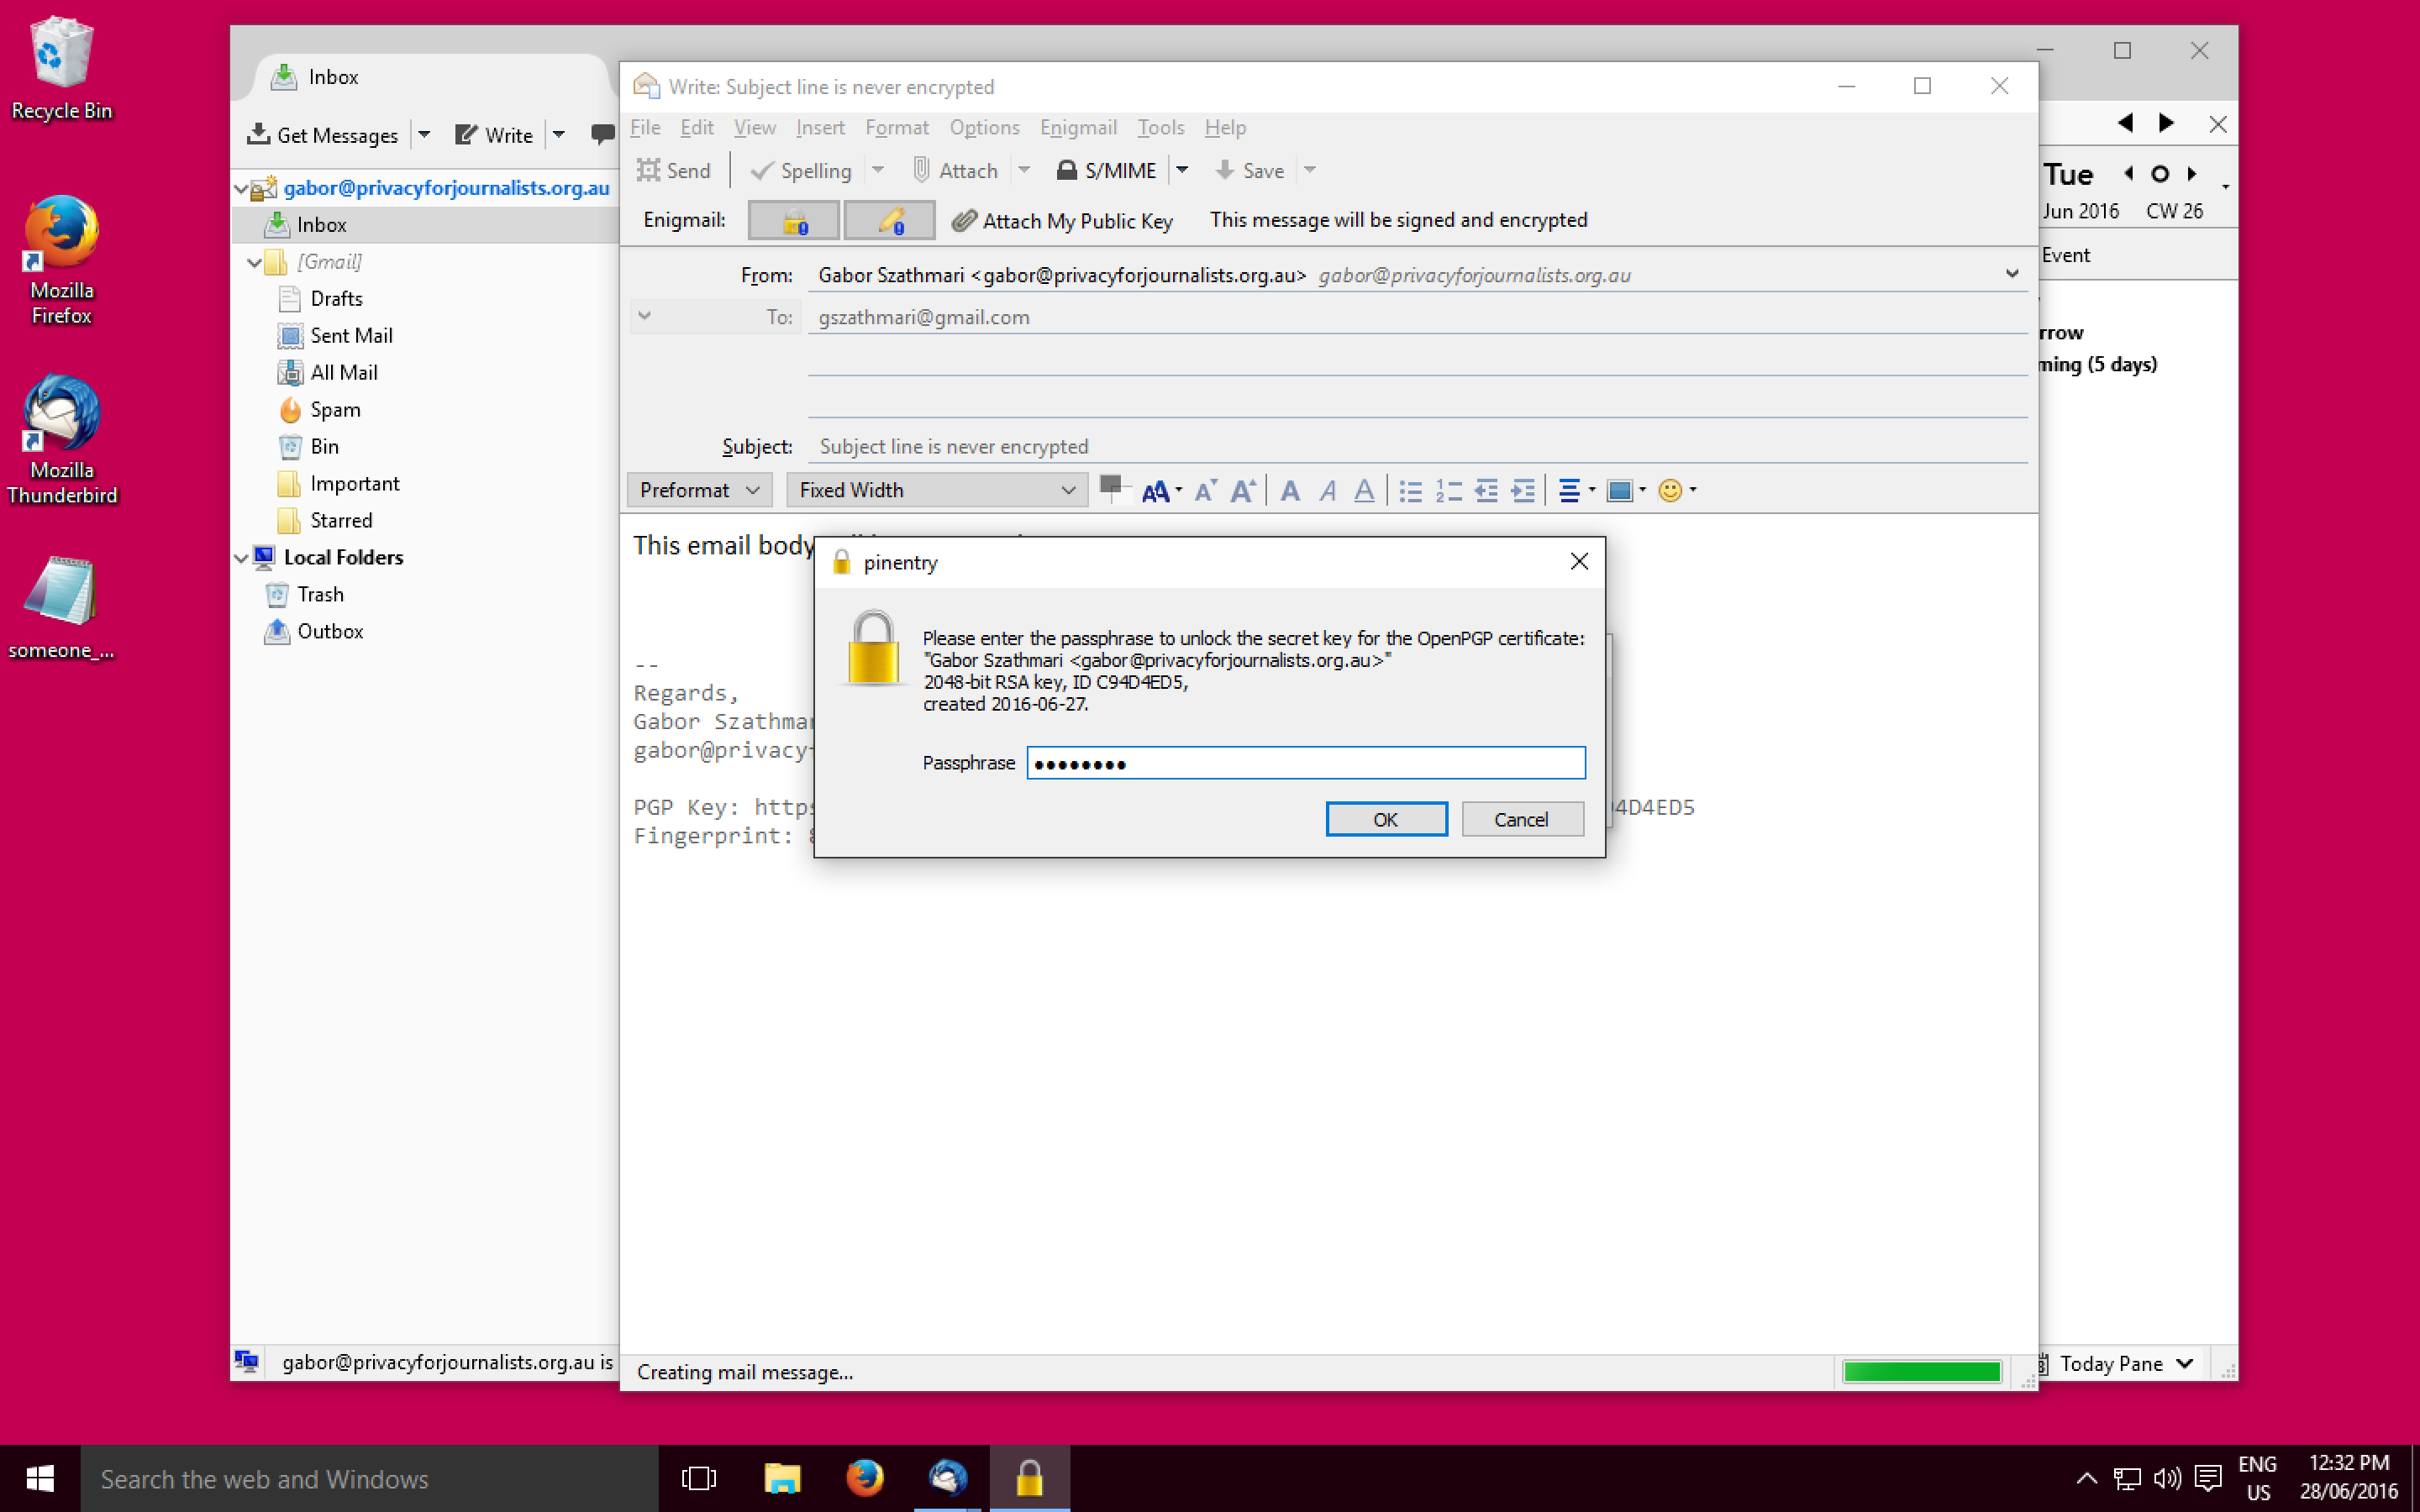 Recycle Bin
Mozilla
Firefox
Mozilla
Thunderbird
someone_...
Inbox
Get Messages
Write
gabor@privacyforjournalists.org.au
Inbox
[Gmail]
Drafts
Sent Mail
All Mail
Spam
Bin
Important
Starred
Local Folders
Trash
Outbox
gabor@privacyforjournalists.org.au is
Write: Subject line is never encrypted
File Edit View Insert Format Options Enigmail Tools Help
Send Spelling Attach S/MIME Save
Enigmail: Attach My Public Key This message will be signed and encrypted
From: Gabor Szathmari <gabor@privacyforjournalists.org.au> gabor@privacyforjournalists.org.au
To: gszathmari@gmail.com
Subject: Subject line is never encrypted
Preformat Fixed Width
This email body
--
Regards,
Gabor Szathmar
gabor@privacyf
PGP Key: https 4D4ED5
Fingerprint: 8
pinentry
Please enter the passphrase to unlock the secret key for the OpenPGP certificate:
"Gabor Szathmari <gabor@privacyforjournalists.org.au>"
2048-bit RSA key, ID C94D4ED5,
created 2016-06-27.
Passphrase
OK Cancel
Creating mail message...
Tue
Jun 2016 CW 26
Event
rrow
ming (5 days)
Today Pane
Search the web and Windows
ENG
US
12:32 PM
28/06/2016